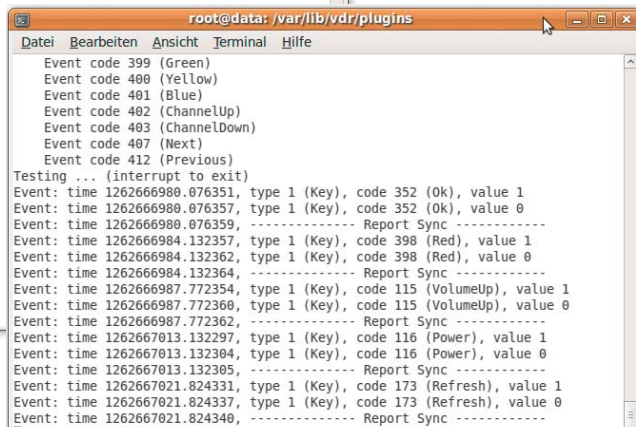 root@data: /var/lib/vdr/plugins
Datei Bearbeiten Ansicht Terminal Hilfe
Event code 399 (Green)
Event code 400 (Yellow)
Event code 401 (Blue)
Event code 402 (ChannelUp)
Event code 403 (ChannelDown)
Event code 407 (Next)
Event code 412 (Previous)
Testing ... (interrupt to exit)
Event: time 1262666980.076351, type 1 (Key), code 352 (Ok), value 1
Event: time 1262666980.076357, type 1 (Key), code 352 (Ok), value 0
Event: time 1262666980.076359, -------------- Report Sync ------------
Event: time 1262666984.132357, type 1 (Key), code 398 (Red), value 1
Event: time 1262666984.132362, type 1 (Key), code 398 (Red), value 0
Event: time 1262666984.132364, -------------- Report Sync ------------
Event: time 1262666987.772354, type 1 (Key), code 115 (VolumeUp), value 1
Event: time 1262666987.772360, type 1 (Key), code 115 (VolumeUp), value 0
Event: time 1262666987.772362, -------------- Report Sync ------------
Event: time 1262667013.132297, type 1 (Key), code 116 (Power), value 1
Event: time 1262667013.132304, type 1 (Key), code 116 (Power), value 0
Event: time 1262667013.132305, -------------- Report Sync ------------
Event: time 1262667021.824331, type 1 (Key), code 173 (Refresh), value 1
Event: time 1262667021.824337, type 1 (Key), code 173 (Refresh), value 0
Event: time 1262667021.824340, -------------- Report Sync ------------